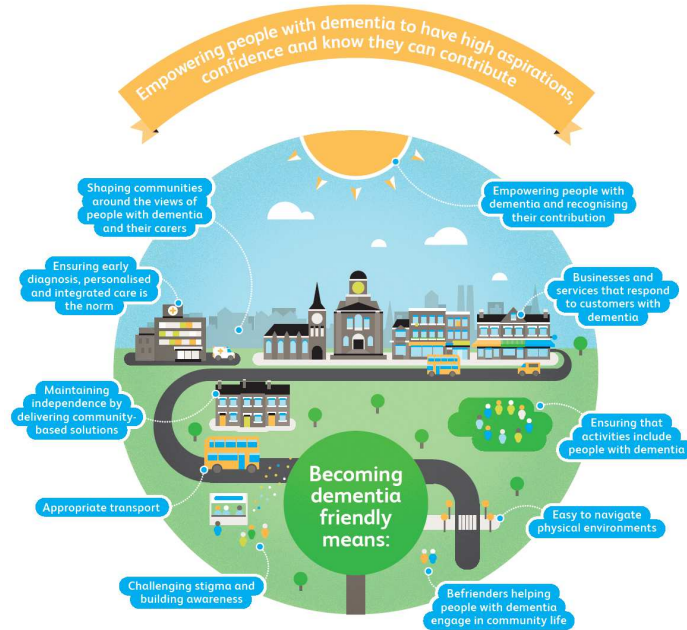 Empowering people with dementia to have high aspirations,
confidence and know they can contribute
Shaping communities
around the views of
people with dementia
and their carers
Empowering people with
dementia and recognising
their contribution
Ensuring early
diagnosis, personalised
and integrated care is
the norm
Businesses and
services that respond
to customers with
dementia
Maintaining
independence by
delivering community-
based solutions
Ensuring that
activities include
people with dementia
Becoming
dementia
friendly
means:
Appropriate transport
Easy to navigate
physical environments
Challenging stigma and
building awareness
Befrienders helping
people with dementia
engage in community life